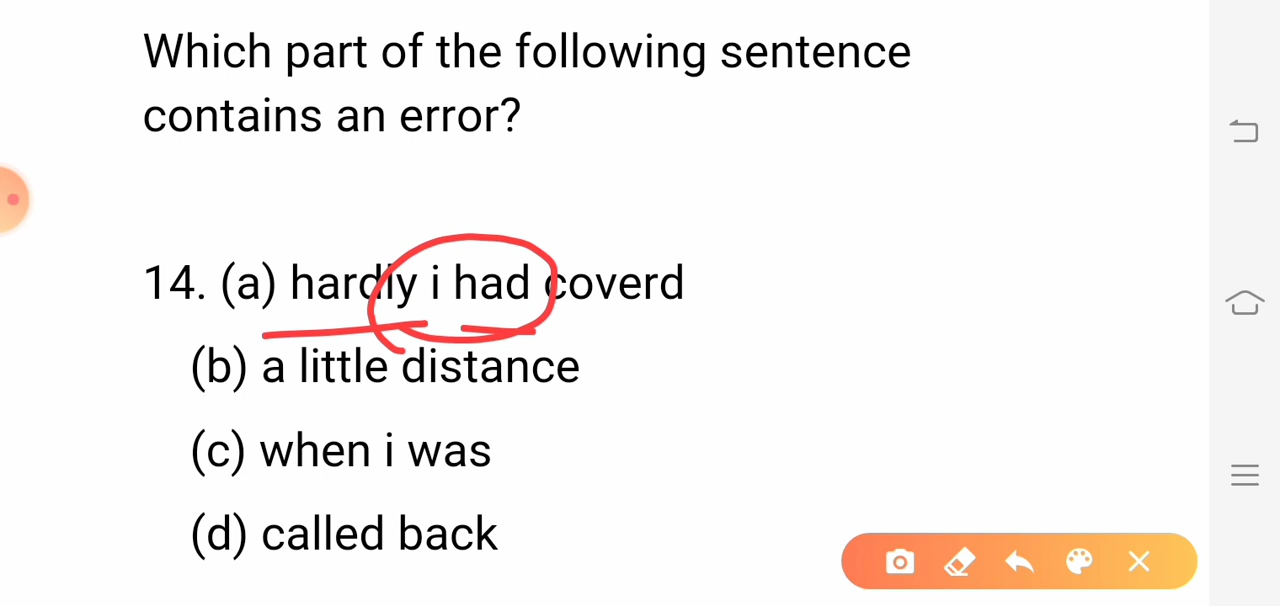 Which part of the following sentence
contains an error?
14. (a) hardly i had coverd
(b) a little distance
(c) when i was
(d) called back